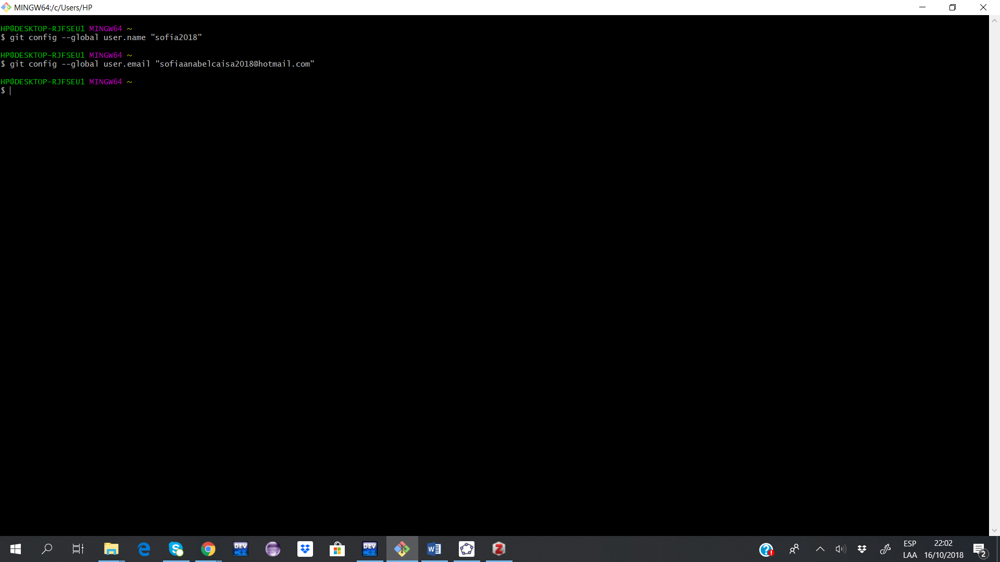 MINGW64:/c/Users/HP
HP@DESKTOP-RJFSEU1 MINGW64 ~
$ git config --global user.name "sofia2018"
HP@DESKTOP-RJFSEU1 MINGW64 ~
$ git config --global user.email "sofiaanabelcaisa2018@hotmail.com"
HP@DESKTOP-RJFSEU1 MINGW64 ~
$
DEV
C++
DEV
C++
W
Z
ESP
LAA
22:02
16/10/2018
2